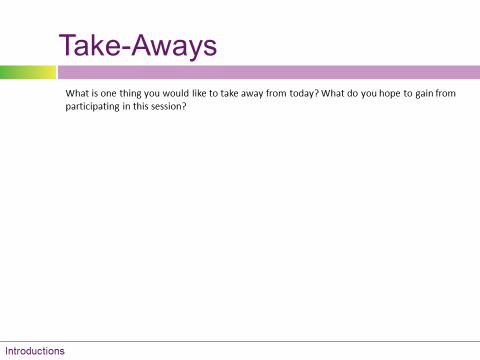 Take-Aways
What is one thing you would like to take away from today? What do you hope to gain from
participating in this session?
Introductions